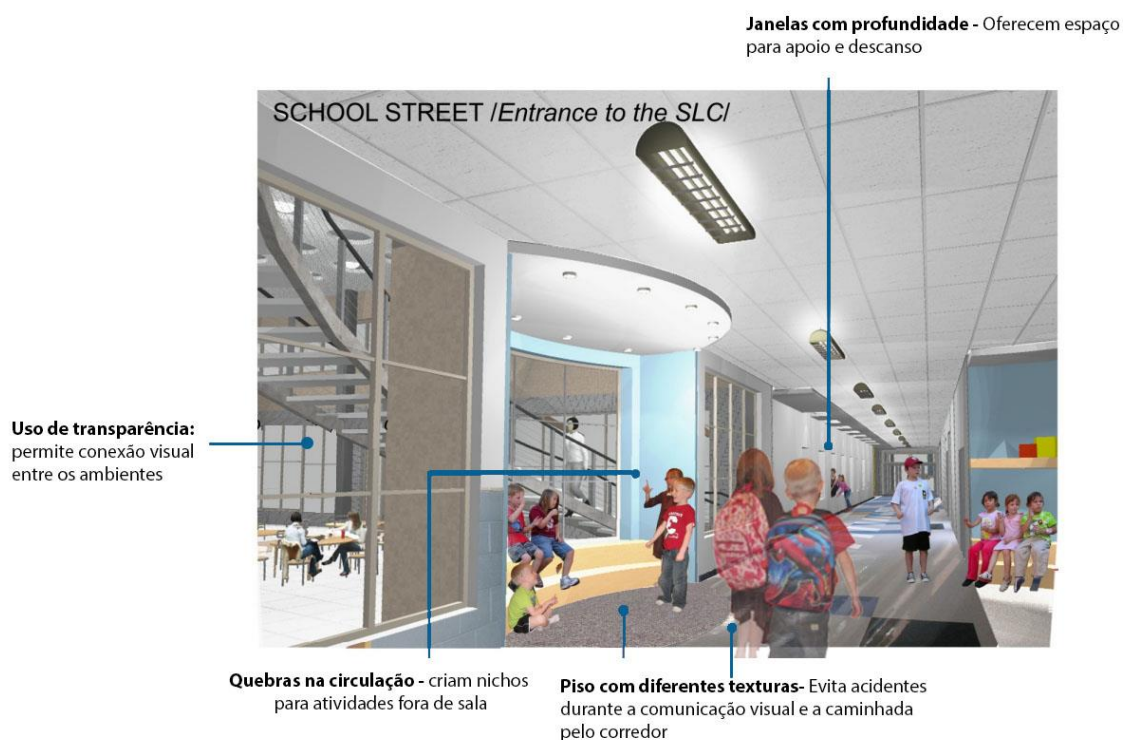 Janelas com profundidade - Oferecem espaço
para apoio e descanso
SCHOOL STREET /Entrance to the SLC/
Uso de transparência:
permite conexão visual
entre os ambientes
Quebras na circulação - criam nichos
para atividades fora de sala
Piso com diferentes texturas- Evita acidentes
durante a comunicação visual e a caminhada
pelo corredor